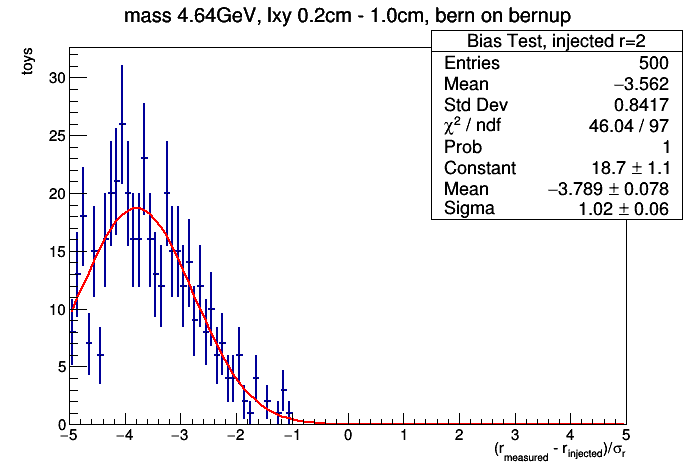 mass 4.64GeV, lxy 0.2cm - 1.0cm, bern on bernup
toys
Bias Test, injected r=2
Entries 500
Mean −3.562
Std Dev 0.8417
χ² / ndf 46.04 / 97
Prob 1
Constant 18.7 ± 1.1
Mean −3.789 ± 0.078
Sigma 1.02 ± 0.06
30
25
20
15
10
5
0
−5 −4 −3 −2 −1 0 1 2 3 4 5
(r_measured - r_injected)/σ_r